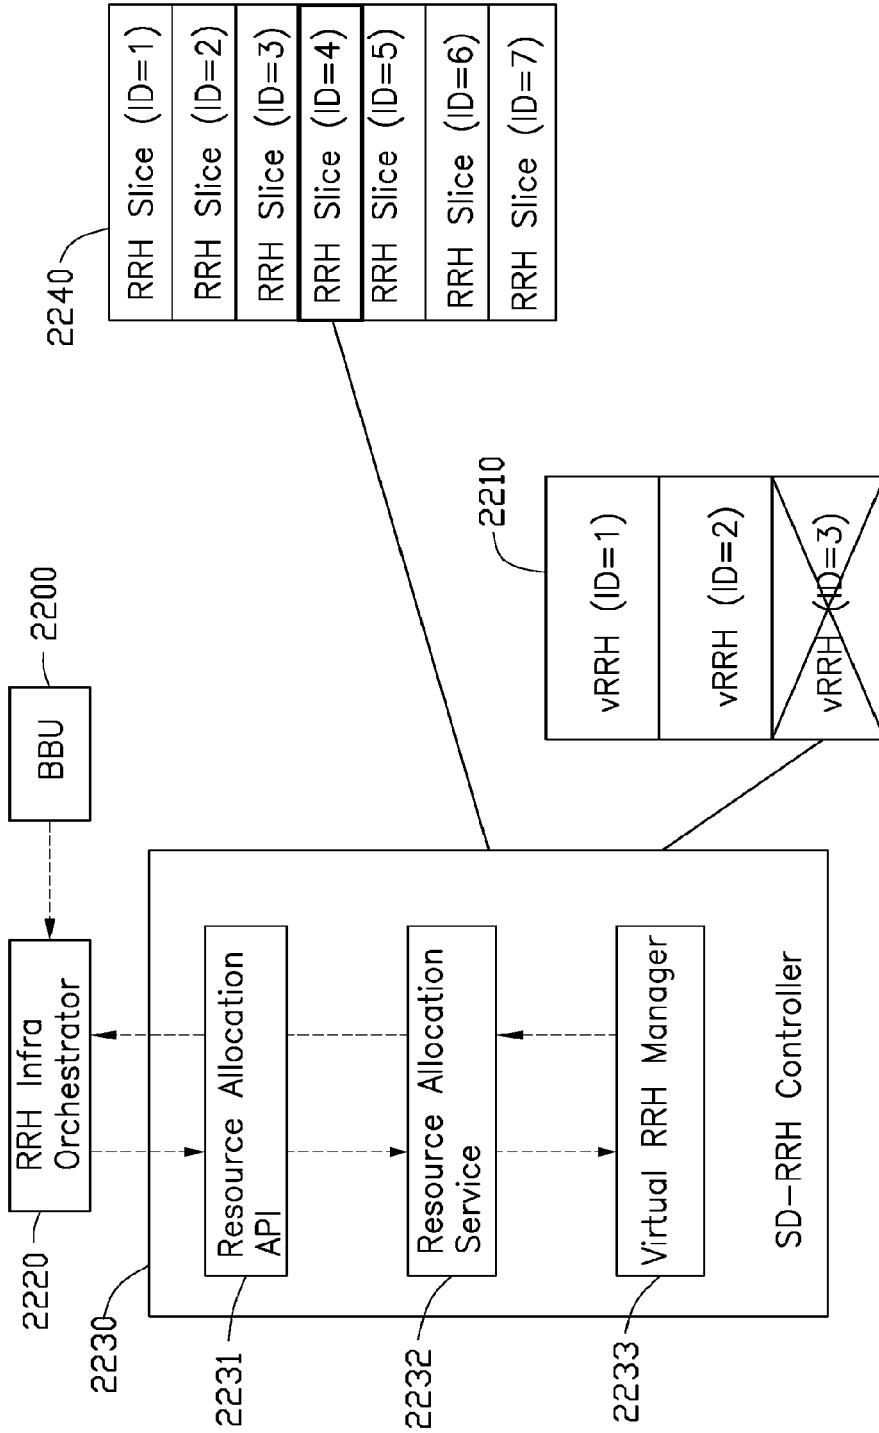 2220
RRH Infra
Orchestrator
BBU
2200
2230
2231
Resource Allocation
API
2232
Resource Allocation
Service
2233
Virtual RRH Manager
SD-RRH Controller
2240
RRH Slice (ID=1)
RRH Slice (ID=2)
RRH Slice (ID=3)
RRH Slice (ID=4)
RRH Slice (ID=5)
RRH Slice (ID=6)
RRH Slice (ID=7)
2210
vRRH (ID=1)
vRRH (ID=2)
vRRH (ID=3)